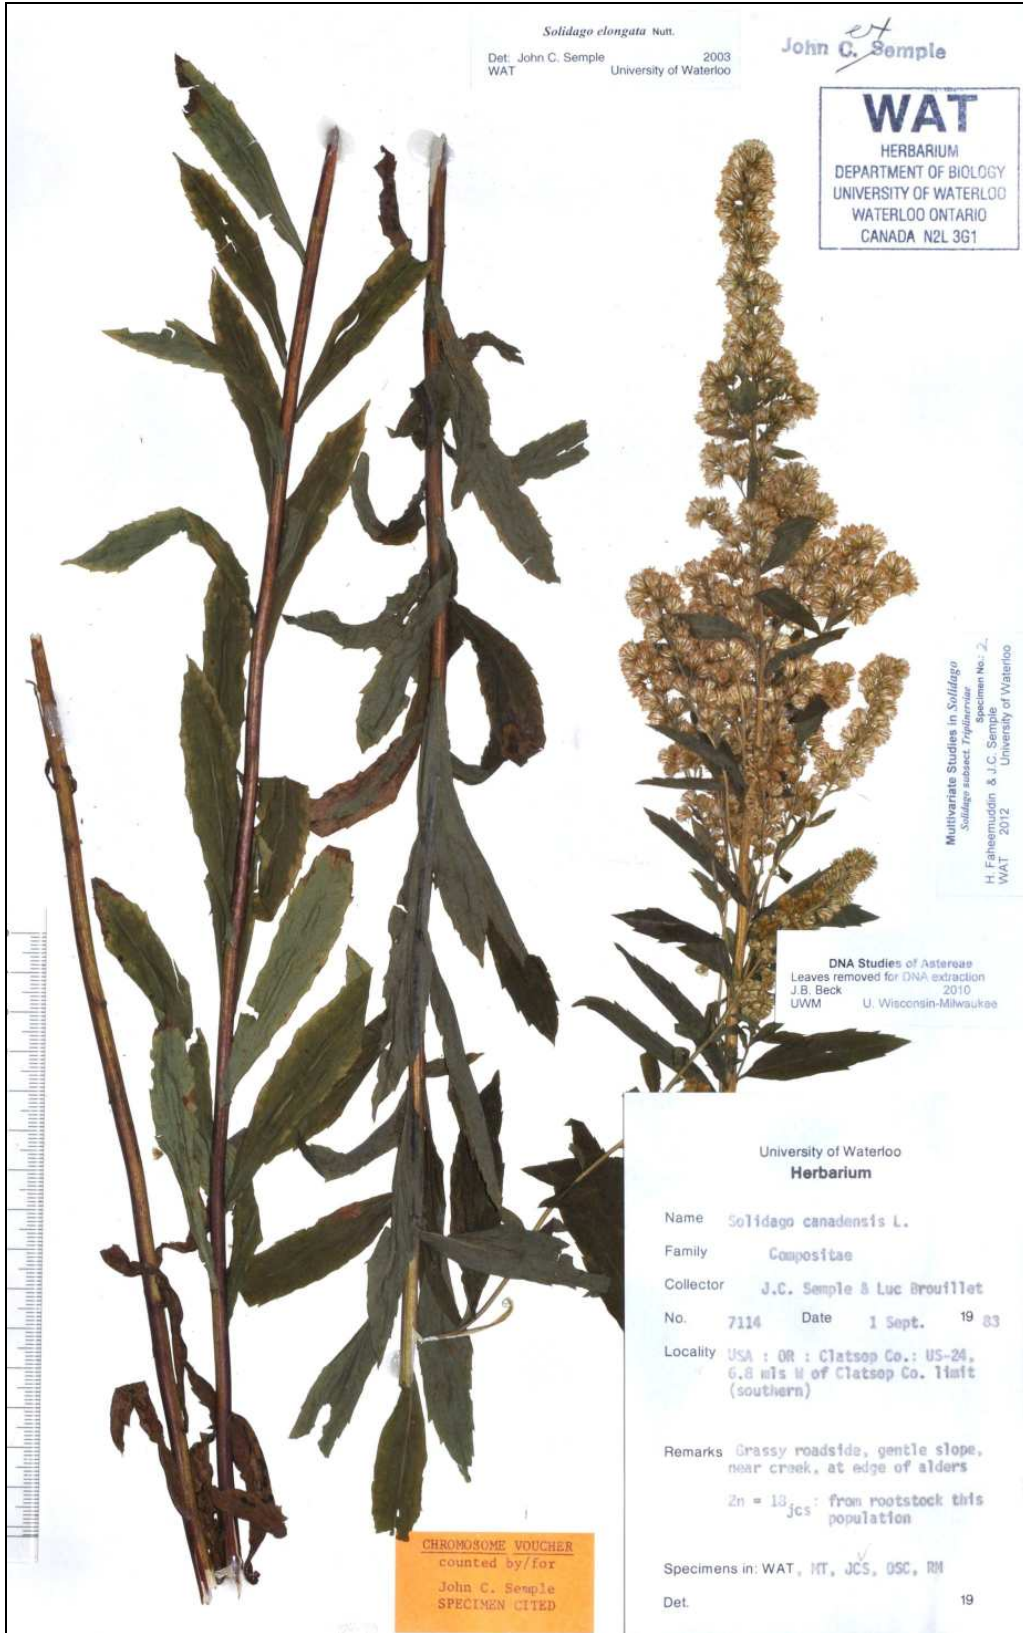 Solidago elongata Nutt.
Det: John C. Semple 2003
WAT University of Waterloo
et
John C. Semple
WAT
HERBARIUM
DEPARTMENT OF BIOLOGY
UNIVERSITY OF WATERLOO
WATERLOO ONTARIO
CANADA N2L 3G1
Multivariate Studies in Solidago
Solidago subsect. Triplinerviae
Specimen No.: 2
H. Faheemuddin & J.C. Semple
WAT 2012 University of Waterloo
DNA Studies of Astereae
Leaves removed for DNA extraction
J.B. Beck 2010
UWM U. Wisconsin-Milwaukee
University of Waterloo
Herbarium
Name Solidago canadensis L.
Family Compositae
Collector J.C. Semple & Luc Brouillet
No. 7114 Date 1 Sept. 19 83
Locality USA : OR : Clatsop Co.: US-24,
6.8 mls W of Clatsop Co. limit
(southern)
Remarks Grassy roadside, gentle slope,
near creek, at edge of alders
2n = 18 jcs : from rootstock this
population
Specimens in: WAT, MT, JCS, OSC, RM
Det. 19
CHROMOSOME VOUCHER
counted by/for
John C. Semple
SPECIMEN CITED